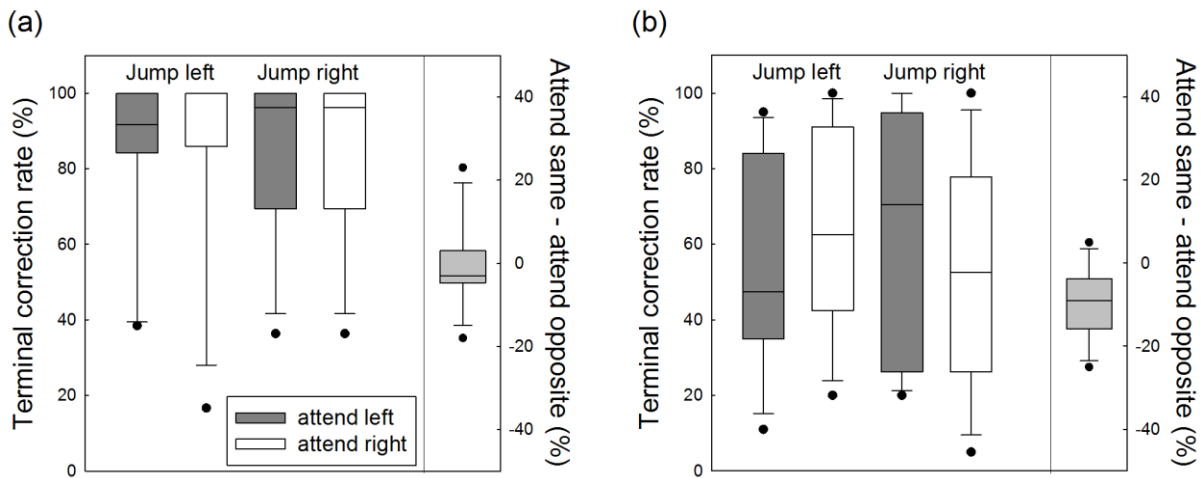 (a)
Terminal correction rate (%)
100
80
60
40
20
0
Jump left
Jump right
attend left
attend right
40
20
0
-20
-40
Attend same - attend opposite (%)
(b)
Terminal correction rate (%)
100
80
60
40
20
0
Jump left
Jump right
40
20
0
-20
-40
Attend same - attend opposite (%)